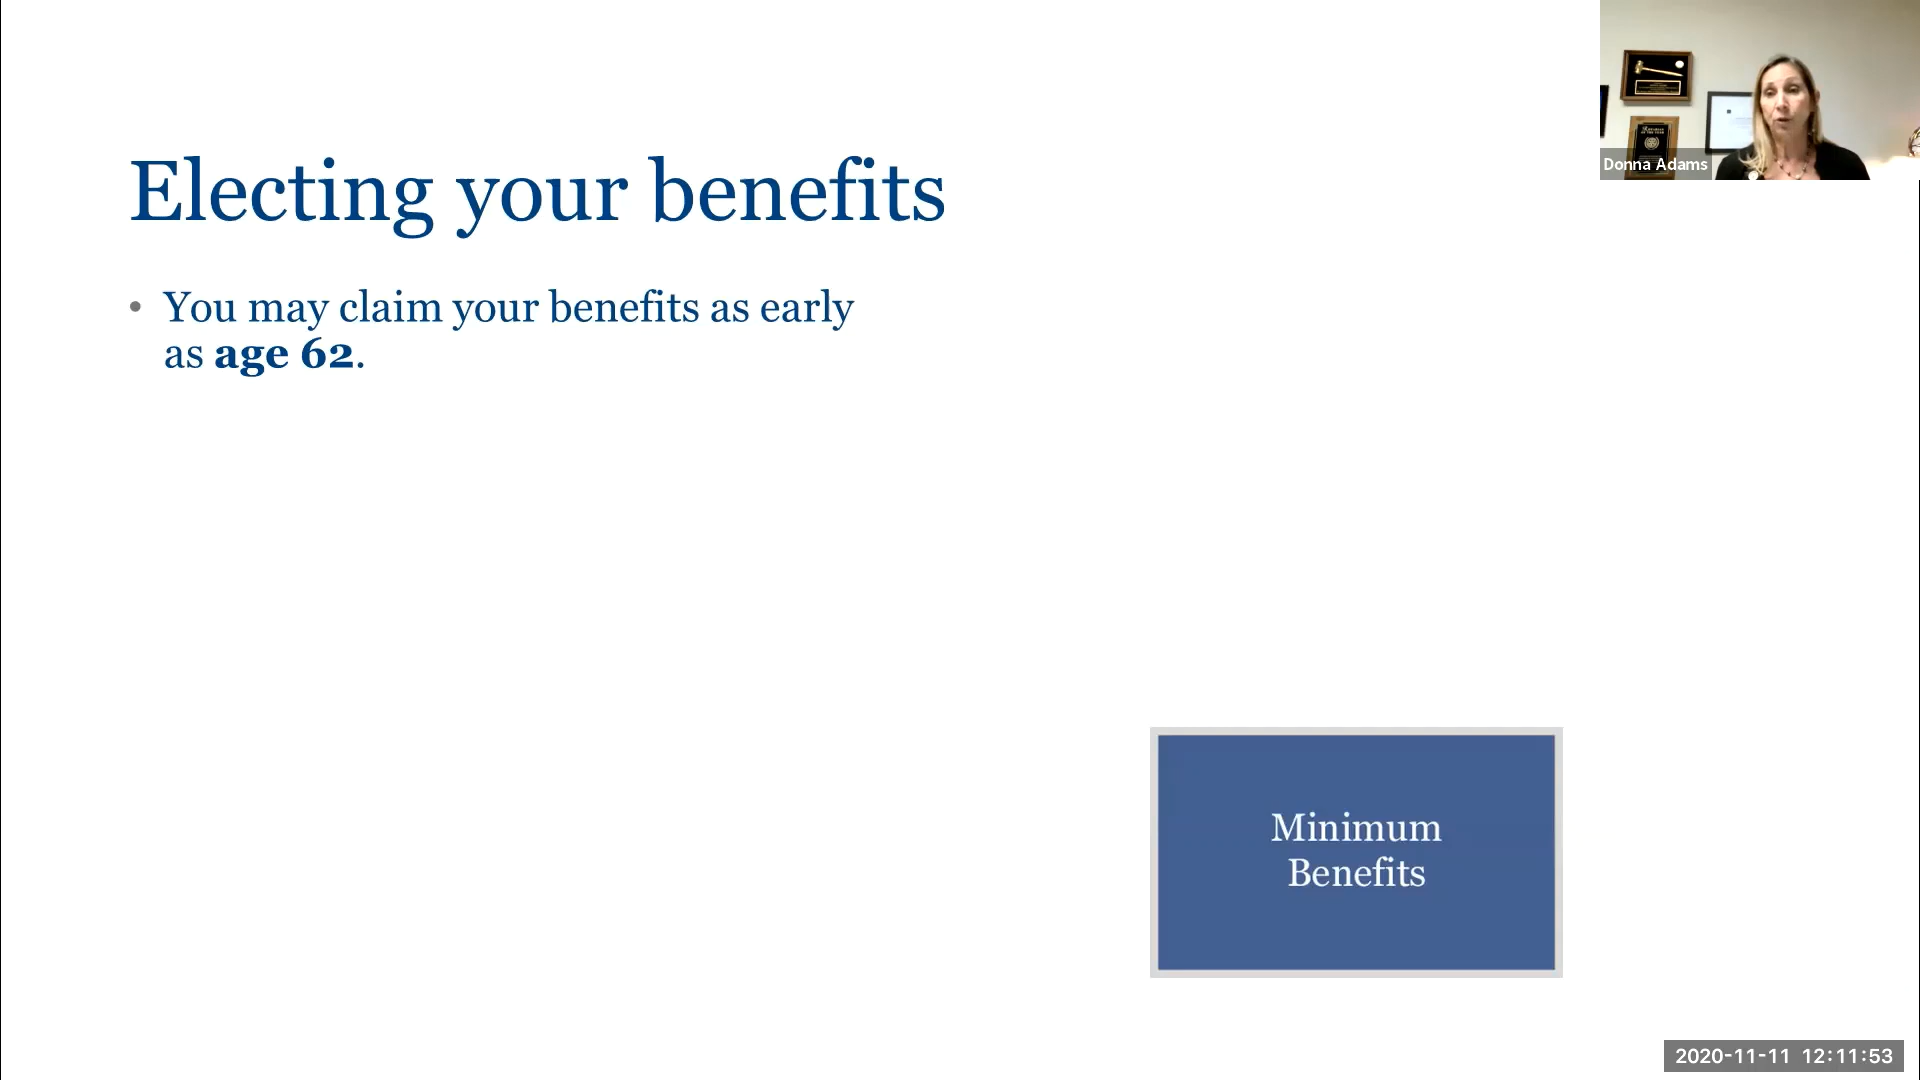 Electing your benefits
• You may claim your benefits as early
as age 62.
Minimum
Benefits
Donna Adams
2020-11-11 12:11:53